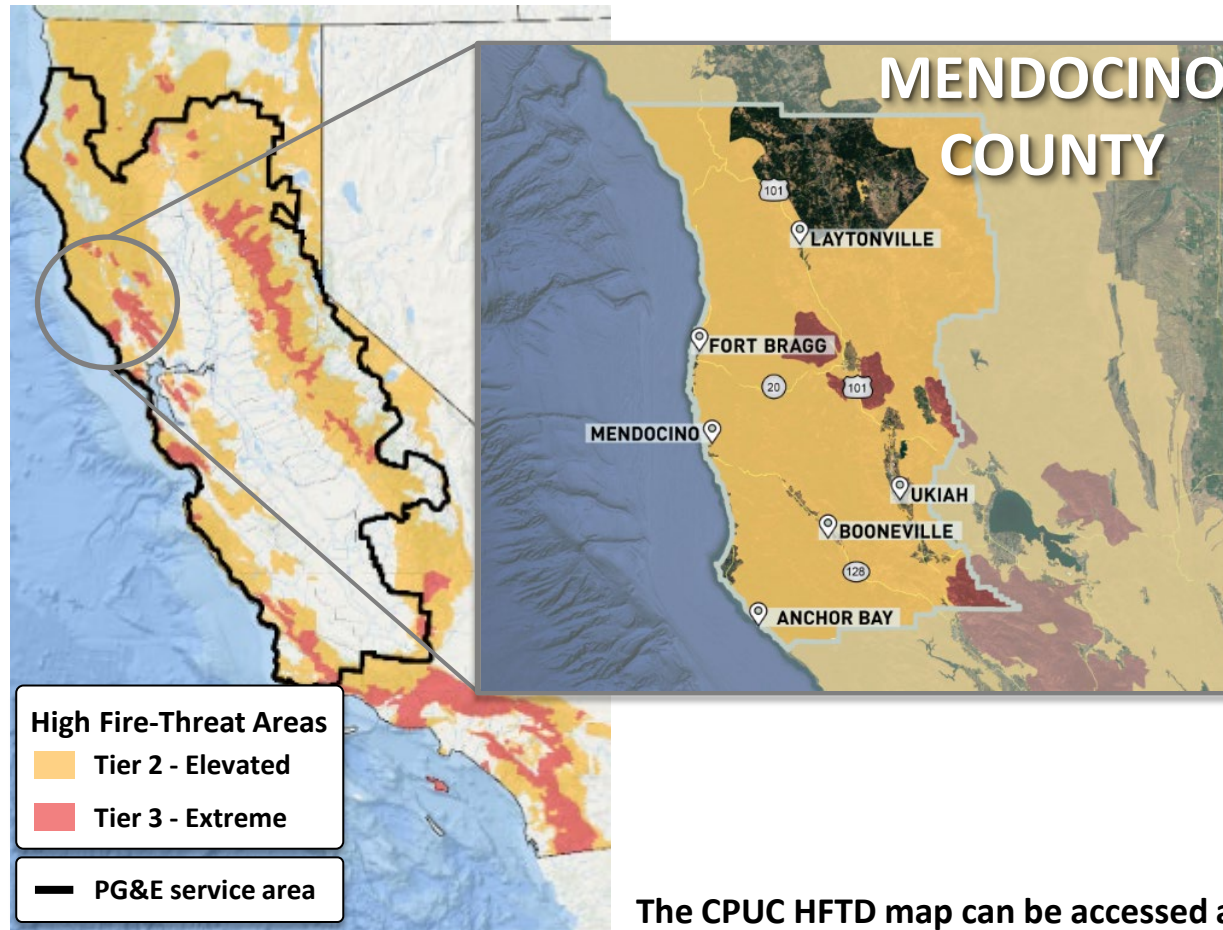 MENDOCINO
COUNTY
101
LAYTONVILLE
FORT BRAGG
20
101
MENDOCINO
UKIAH
BOONEVILLE
128
ANCHOR BAY
High Fire-Threat Areas
Tier 2 - Elevated
Tier 3 - Extreme
PG&E service area
The CPUC HFTD map can be accessed a